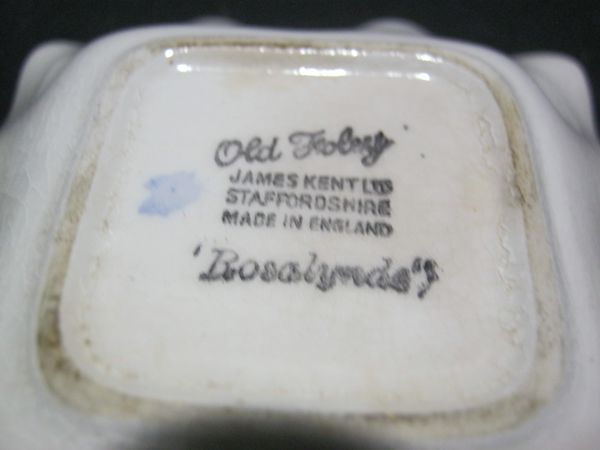 Old Foley
JAMES KENT LTD
STAFFORDSHIRE
MADE IN ENGLAND
'Rosalynde'